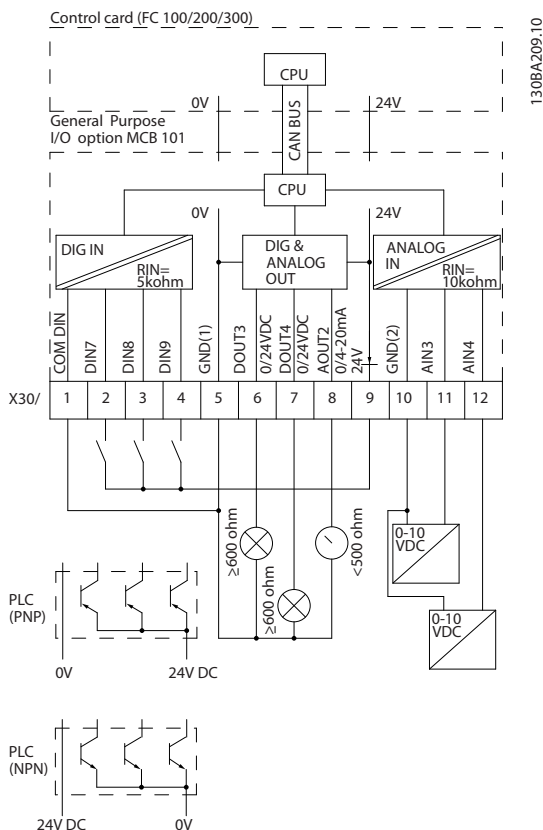 Control card (FC 100/200/300)
130BA209.10
CPU
0V
24V
General Purpose
I/O option MCB 101
CAN BUS
CPU
0V
24V
DIG IN
RIN=
5kohm
DIG &
ANALOG
OUT
ANALOG
IN
RIN=
10kohm
COM DIN
DIN7
DIN8
DIN9
GND(1)
DOUT3
0/24VDC
DOUT4
0/24VDC
AOUT2
0/4-20mA
24V
GND(2)
AIN3
AIN4
X30/
1
2
3
4
5
6
7
8
9
10
11
12
≥600 ohm
≥600 ohm
<500 ohm
0-10
VDC
0-10
VDC
PLC
(PNP)
0V
24V DC
PLC
(NPN)
24V DC
0V